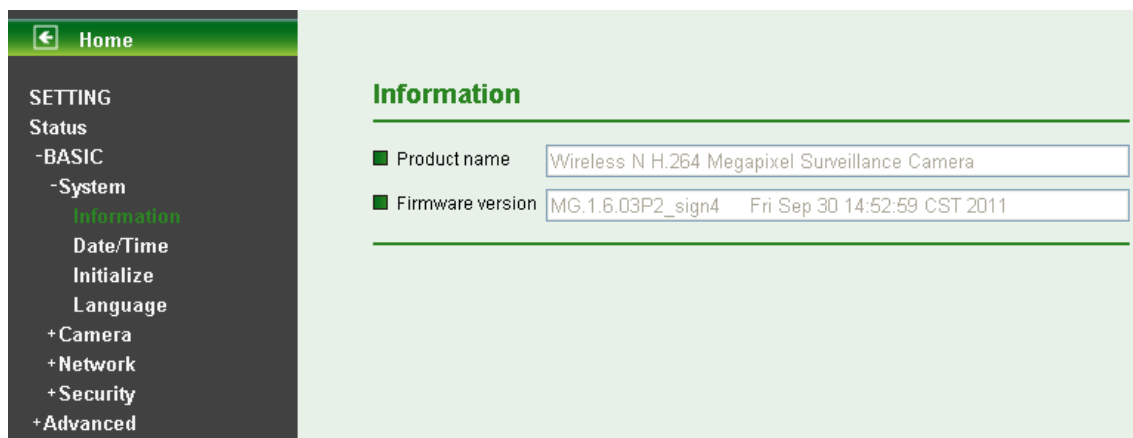 Home
SETTING
Status
-BASIC
-System
Information
Date/Time
Initialize
Language
+Camera
+Network
+Security
+Advanced
Information
Product name Wireless N H.264 Megapixel Surveillance Camera
Firmware version MG.1.6.03P2_sign4 Fri Sep 30 14:52:59 CST 2011